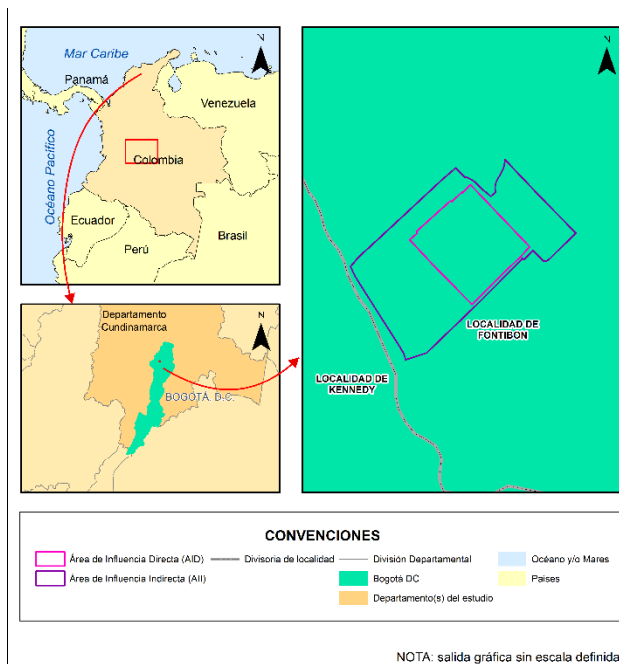 Mar Caribe
N
Panamá
Venezuela
Océano Pacífico
Colombia
Ecuador
Perú
Brasil
Departamento
Cundinamarca
N
BOGOTÁ. D.C.
N
LOCALIDAD DE
FONTIBON
LOCALIDAD DE
KENNEDY
CONVENCIONES
Área de Influencia Directa (AID)
Divisoria de localidad
División Departamental
Océano y/o Mares
Área de Influencia Indirecta (AII)
Bogotá DC
Paises
Departamento(s) del estudio
NOTA: salida gráfica sin escala definida